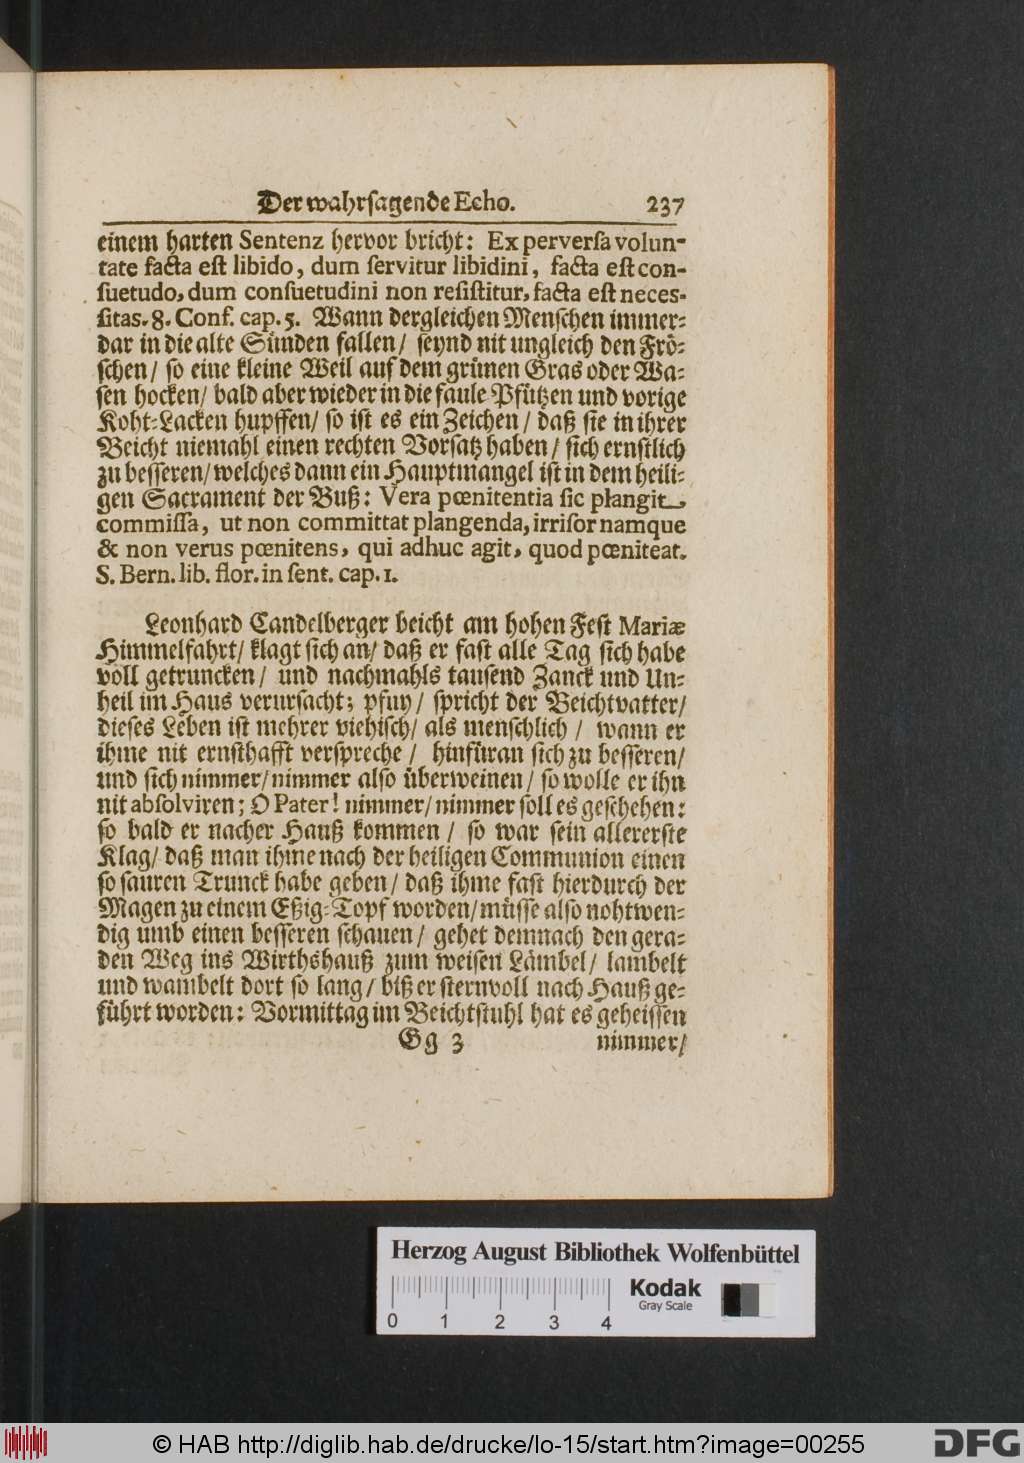 Der wahrsagende Echo. 237
einem harten Sentenz hervor bricht: Ex perversa volun-
tate facta est libido, dum servitur libidini, facta est con-
suetudo, dum consuetudini non resistitur, facta est neces-
sitas. 8. Conf. cap. 5. Wann dergleichen Menschen immer-
dar in die alte Sünden fallen/ seynd nit ungleich den Frö-
schen/ so eine kleine Weil auf dem grünen Gras oder Wa-
sen hocken/ bald aber wieder in die faule Pfützen und vorige
Koht-Lacken hupffen/ so ist es ein Zeichen/ daß sie in ihrer
Beicht niemahl einen rechten Vorsatz haben/ sich ernstlich
zu besseren/ welches dann ein Hauptmangel ist in dem heili-
gen Sacrament der Buß: Vera pœnitentia sic plangit
commissa, ut non committat plangenda, irrisor namque
& non verus pœnitens, qui adhuc agit, quod pœniteat.
S. Bern. lib. flor. in sent. cap. 1.
Leonhard Candelberger beicht am hohen Fest Mariæ
Himmelfahrt/ klagt sich an/ daß er fast alle Tag sich habe
voll getruncken/ und nachmahls tausend Zanck und Un-
heil im Haus verursacht; pfuy/ spricht der Beichtvatter/
dieses Leben ist mehrer viehisch/ als menschlich/ wann er
ihme nit ernsthafft verspreche/ hinfüran sich zu besseren/
und sich nimmer/ nimmer also überweinen/ so wolle er ihn
nit absolviren; O Pater! nimmer/ nimmer soll es geschehen:
so bald er nacher Hauß kommen/ so war sein allererste
Klag/ daß man ihme nach der heiligen Communion einen
so sauren Trunck habe geben/ daß ihme fast hierdurch der
Magen zu einem Eßig-Topf worden/ müsse also nohtwen-
dig umb einen besseren schauen/ gehet demnach den gera-
den Weg ins Wirthshauß zum weisen Lämbel/ lambelt
und wambelt dort so lang/ biß er sternvoll nach Hauß ge-
führt worden: Vormittag im Beichtstuhl hat es geheissen
Gg 3 nimmer/
Herzog August Bibliothek Wolfenbüttel
Kodak
Gray Scale
0 1 2 3 4
© HAB http://diglib.hab.de/drucke/lo-15/start.htm?image=00255
DFG